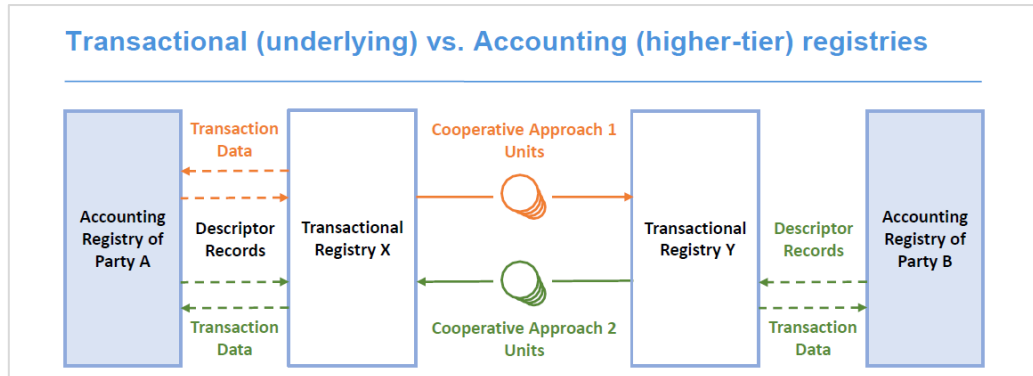 Transactional (underlying) vs. Accounting (higher-tier) registries
Accounting
Registry of
Party A
Transaction
Data
Descriptor
Records
Transaction
Data
Transactional
Registry X
Cooperative Approach 1
Units
Cooperative Approach 2
Units
Transactional
Registry Y
Descriptor
Records
Transaction
Data
Accounting
Registry of
Party B